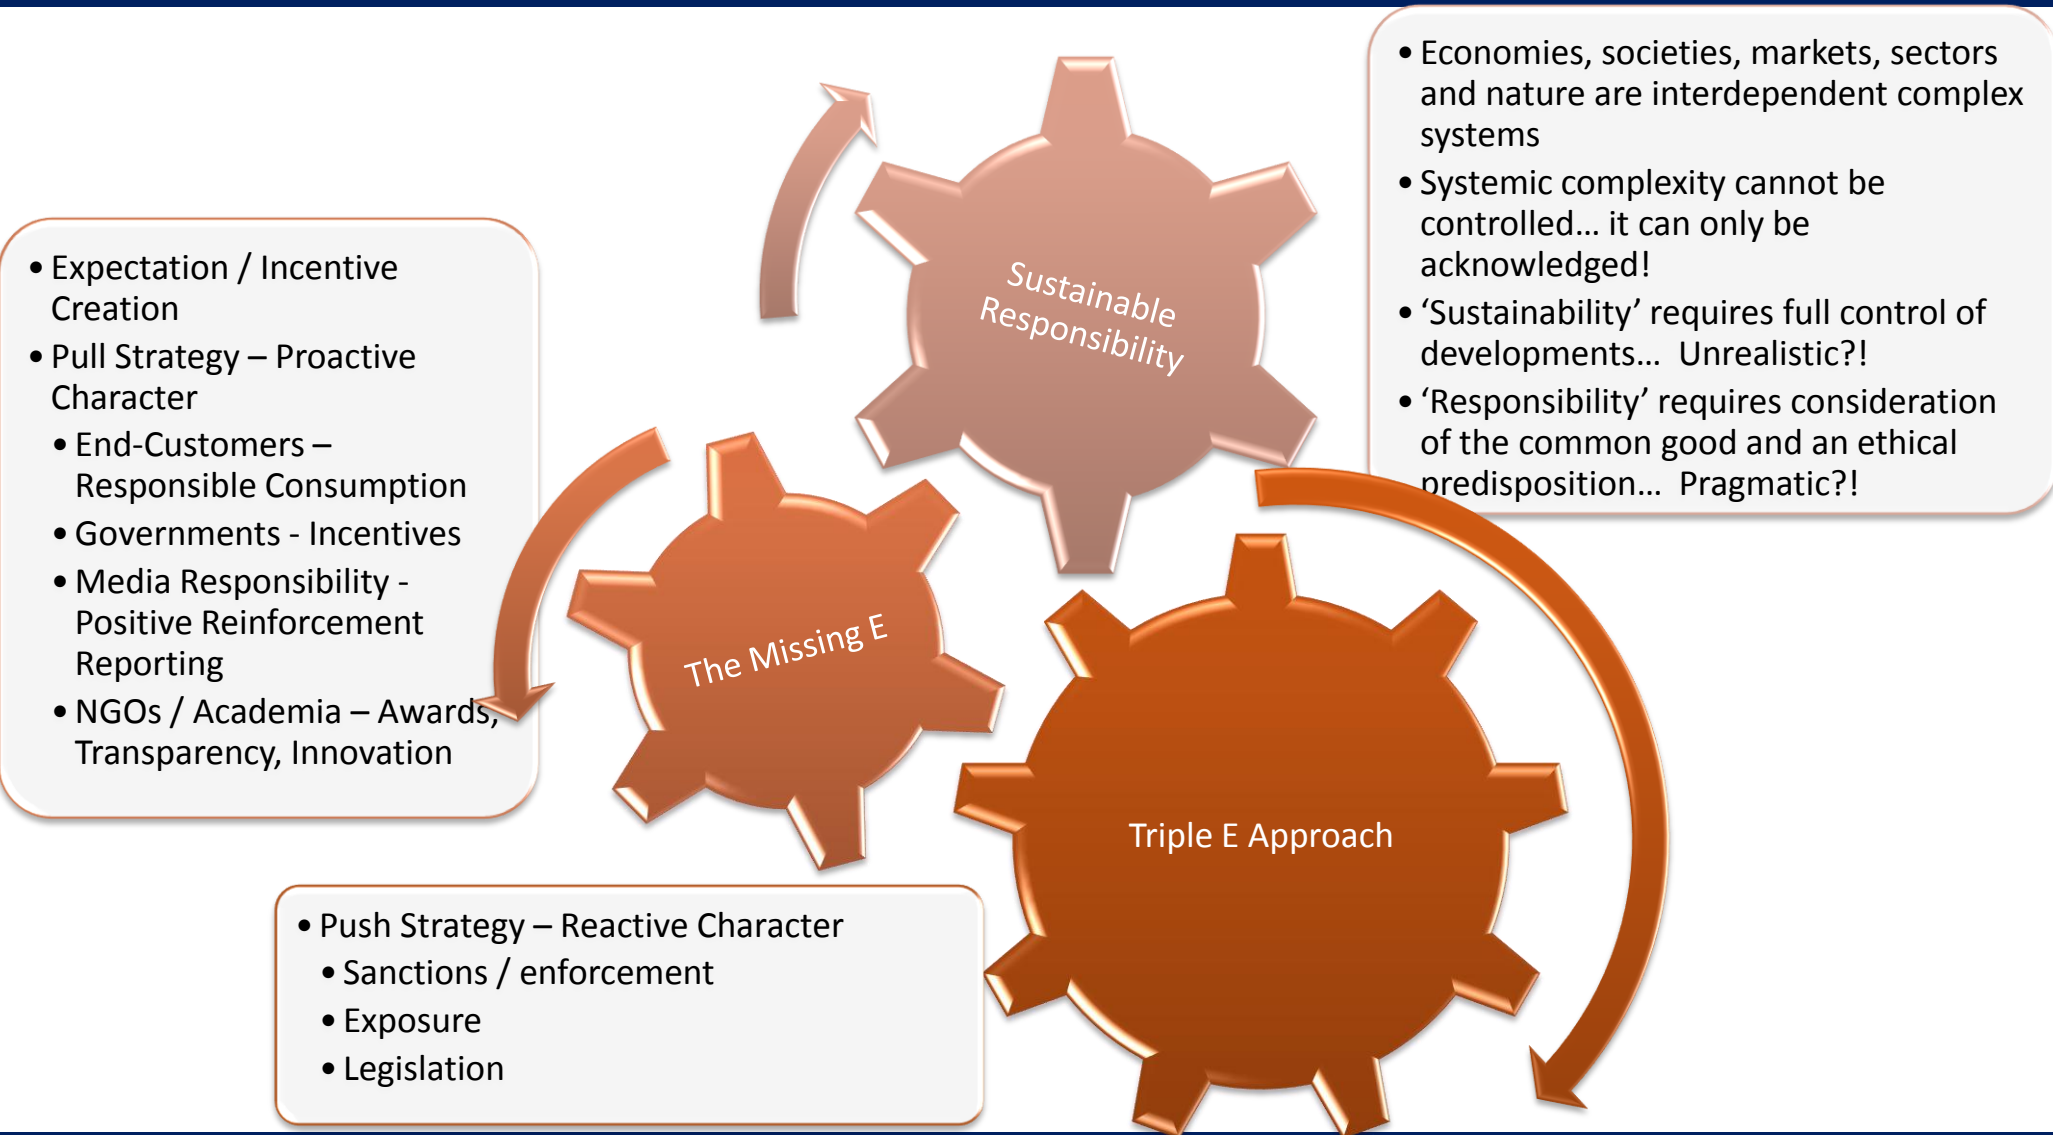 • Economies, societies, markets, sectors
and nature are interdependent complex
systems
• Systemic complexity cannot be
controlled… it can only be
acknowledged!
• ‘Sustainability’ requires full control of
developments… Unrealistic?!
• ‘Responsibility’ requires consideration
of the common good and an ethical
predisposition… Pragmatic?!
Sustainable
Responsibility
• Expectation / Incentive
Creation
• Pull Strategy – Proactive
Character
• End-Customers –
Responsible Consumption
• Governments - Incentives
• Media Responsibility -
Positive Reinforcement
Reporting
• NGOs / Academia – Awards,
Transparency, Innovation
The Missing E
Triple E Approach
• Push Strategy – Reactive Character
• Sanctions / enforcement
• Exposure
• Legislation